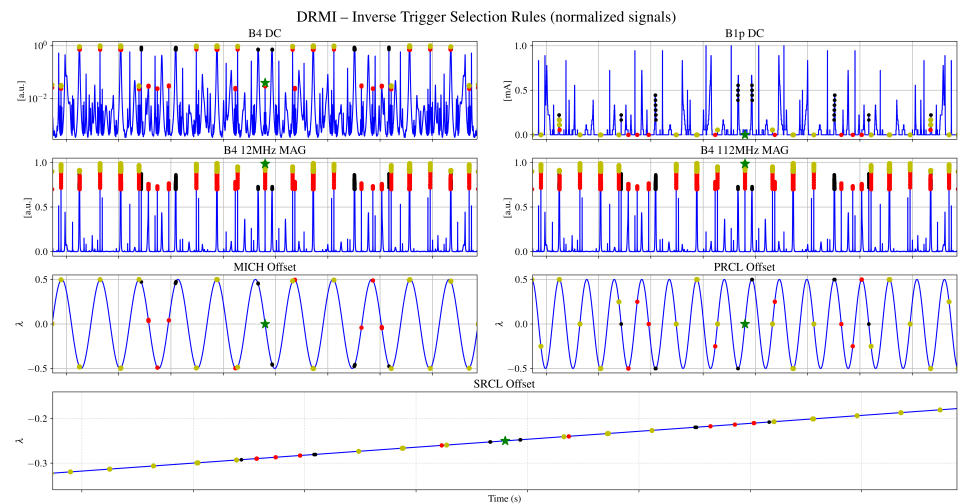 DRMI – Inverse Trigger Selection Rules (normalized signals)
B4 DC
B1p DC
10⁰
10⁻²
[a.u.]
1.0
0.5
0.0
[mA]
B4 12MHz MAG
B4 112MHz MAG
1.0
0.5
0.0
[a.u.]
1.0
0.5
0.0
[a.u.]
MICH Offset
PRCL Offset
0.5
0.0
−0.5
λ
0.5
0.0
−0.5
λ
SRCL Offset
−0.2
−0.3
λ
Time (s)